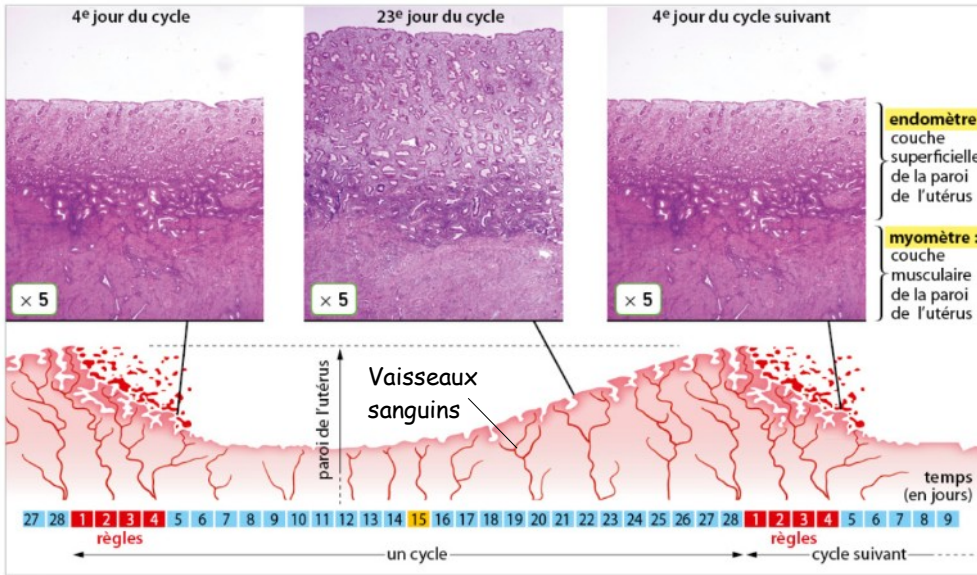 4e jour du cycle
23e jour du cycle
4e jour du cycle suivant
endomètre
couche
superficielle
de la paroi
de l'utérus
myomètre :
couche
musculaire
de la paroi
de l'utérus
× 5
× 5
× 5
paroi de l'utérus
Vaisseaux
sanguins
temps
(en jours)
27 28 1 2 3 4 5 6 7 8 9 10 11 12 13 14 15 16 17 18 19 20 21 22 23 24 25 26 27 28 1 2 3 4 5 6 7 8 9
règles
règles
un cycle
cycle suivant